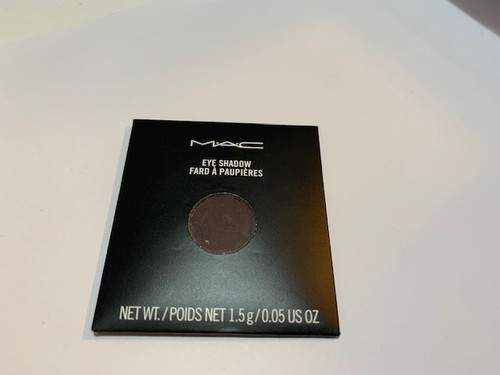 MAC
EYE SHADOW
FARD À PAUPIÈRES
NET WT./POIDS NET 1.5 g/0.05 US OZ